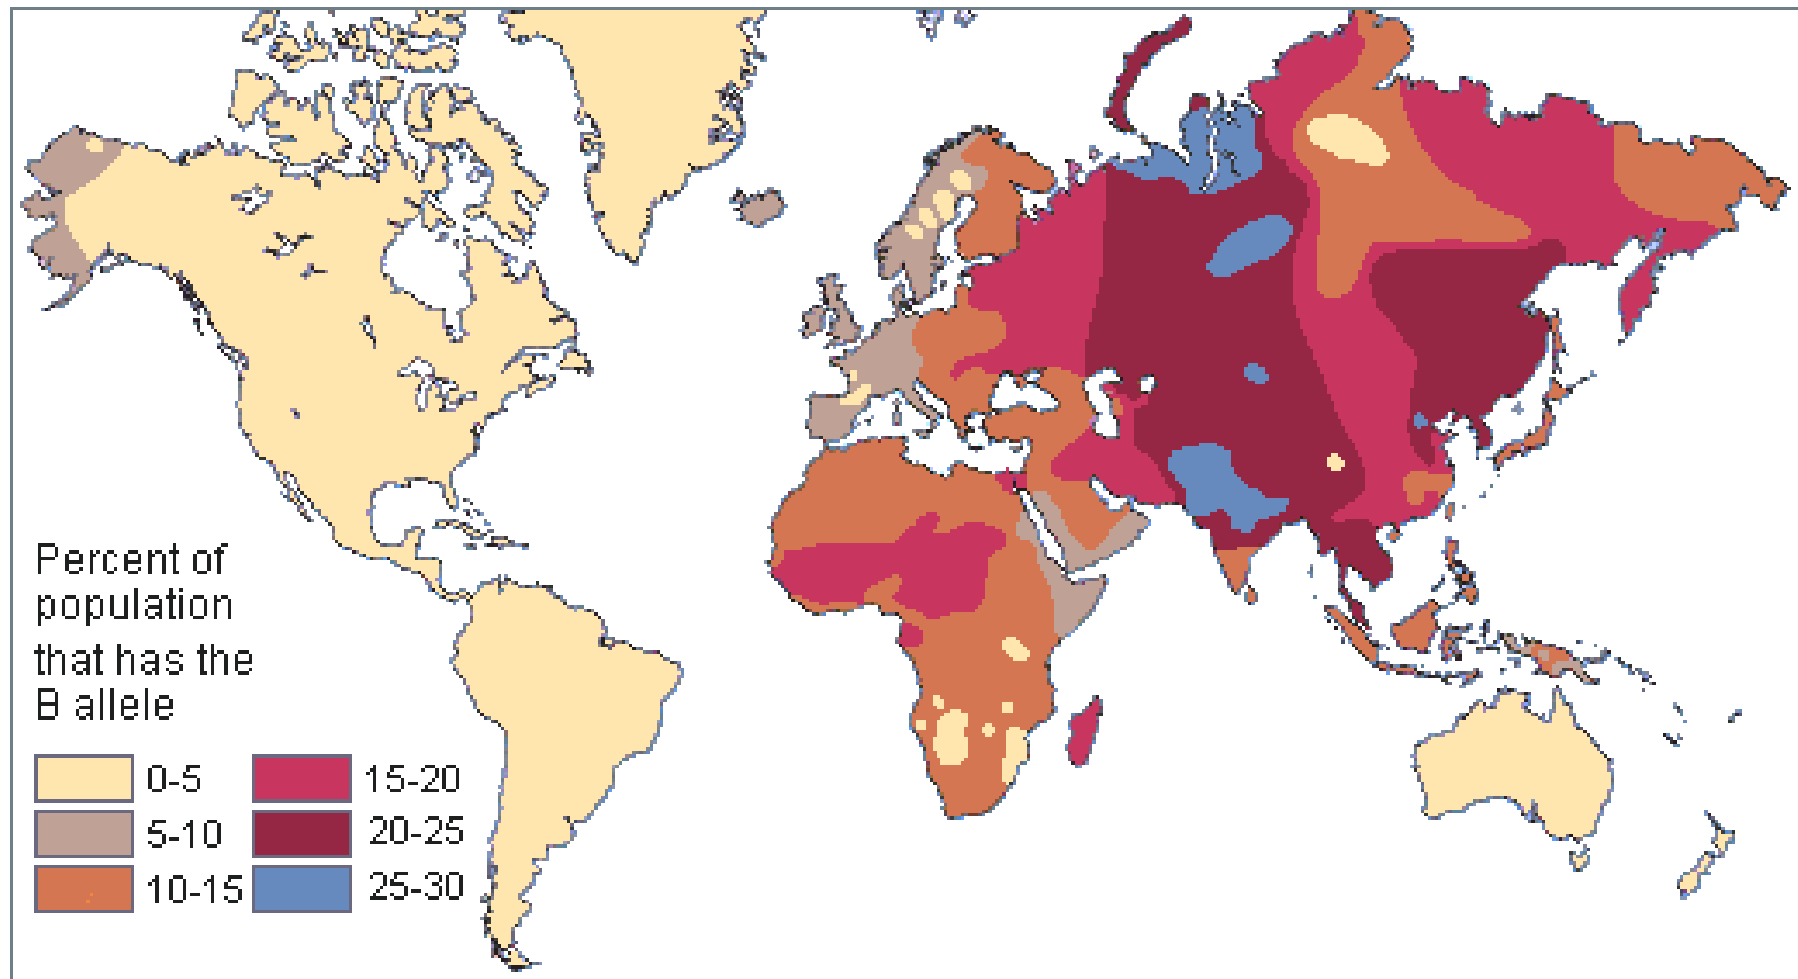 Percent of
population
that has the
B allele
0-5
15-20
5-10
20-25
10-15
25-30